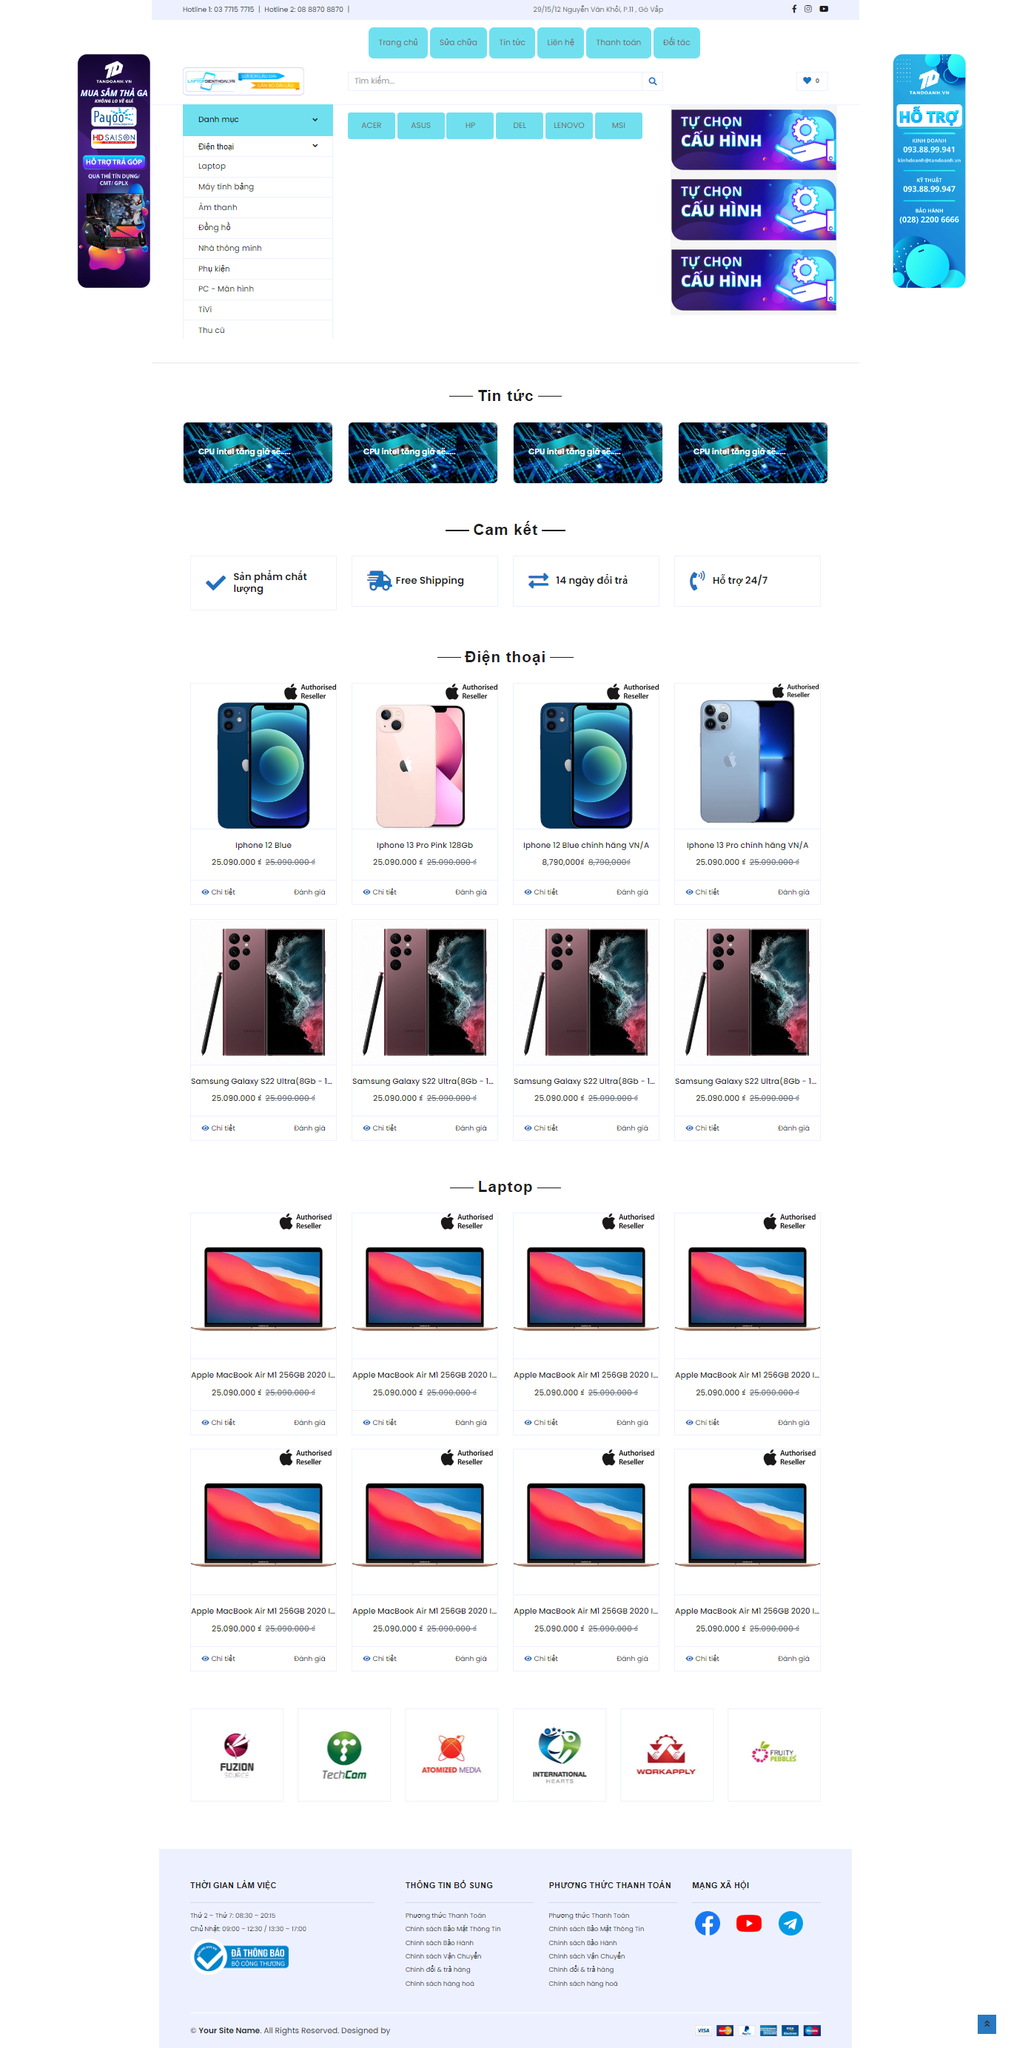 Hotline 1: 03 7715 7715 | Hotline 2: 08 8870 8870 |
29/15/12 Nguyễn Văn Khối, P.11 , Gò Vấp
Trang chủ
Sửa chữa
Tin tức
Liên hệ
Thanh toán
Đối tác
Tìm kiếm...
0
TANDOANH.VN
MUA SẮM THẢ GA
KHÔNG LO VỀ GIÁ
Payoo
HD SAISON
HỖ TRỢ TRẢ GÓP
QUA THẺ TÍN DỤNG/
CMT/ GPLX
TANDOANH.VN
HỖ TRỢ
KINH DOANH
093.88.99.941
kinhdoanh@tandoanh.vn
KỸ THUẬT
093.88.99.947
BẢO HÀNH
(028) 2200 6666
Danh mục
Điện thoại
Laptop
Máy tính bảng
Âm thanh
Đồng hồ
Nhà thông minh
Phụ kiện
PC - Màn hình
TiVi
Thu cũ
ACER
ASUS
HP
DEL
LENOVO
MSI
TỰ CHỌN
CẤU HÌNH
TỰ CHỌN
CẤU HÌNH
TỰ CHỌN
CẤU HÌNH
Tin tức
CPU intel tăng giá sẽ....
CPU intel tăng giá sẽ....
CPU intel tăng giá sẽ....
CPU intel tăng giá sẽ....
Cam kết
Sản phẩm chất
lượng
Free Shipping
14 ngày đổi trả
Hỗ trợ 24/7
Điện thoại
Authorised
Reseller
Authorised
Reseller
Authorised
Reseller
Authorised
Reseller
Iphone 12 Blue
Iphone 13 Pro Pink 128Gb
Iphone 12 Blue chính hãng VN/A
Iphone 13 Pro chính hãng VN/A
25.090.000 ₫ 25.090.000 ₫
25.090.000 ₫ 25.090.000 ₫
8,790,000₫ 8,790,000₫
25.090.000 ₫ 25.090.000 ₫
Chi tiết Đánh giá
Chi tiết Đánh giá
Chi tiết Đánh giá
Chi tiết Đánh giá
Samsung Galaxy S22 Ultra(8Gb - 1...
Samsung Galaxy S22 Ultra(8Gb - 1...
Samsung Galaxy S22 Ultra(8Gb - 1...
Samsung Galaxy S22 Ultra(8Gb - 1...
25.090.000 ₫ 25.090.000 ₫
25.090.000 ₫ 25.090.000 ₫
25.090.000 ₫ 25.090.000 ₫
25.090.000 ₫ 25.090.000 ₫
Chi tiết Đánh giá
Chi tiết Đánh giá
Chi tiết Đánh giá
Chi tiết Đánh giá
Laptop
Authorised
Reseller
Authorised
Reseller
Authorised
Reseller
Authorised
Reseller
Apple MacBook Air M1 256GB 2020 I...
Apple MacBook Air M1 256GB 2020 I...
Apple MacBook Air M1 256GB 2020 I...
Apple MacBook Air M1 256GB 2020 I...
25.090.000 ₫ 25.090.000 ₫
25.090.000 ₫ 25.090.000 ₫
25.090.000 ₫ 25.090.000 ₫
25.090.000 ₫ 25.090.000 ₫
Chi tiết Đánh giá
Chi tiết Đánh giá
Chi tiết Đánh giá
Chi tiết Đánh giá
Authorised
Reseller
Authorised
Reseller
Authorised
Reseller
Authorised
Reseller
Apple MacBook Air M1 256GB 2020 I...
Apple MacBook Air M1 256GB 2020 I...
Apple MacBook Air M1 256GB 2020 I...
Apple MacBook Air M1 256GB 2020 I...
25.090.000 ₫ 25.090.000 ₫
25.090.000 ₫ 25.090.000 ₫
25.090.000 ₫ 25.090.000 ₫
25.090.000 ₫ 25.090.000 ₫
Chi tiết Đánh giá
Chi tiết Đánh giá
Chi tiết Đánh giá
Chi tiết Đánh giá
FUZION
SOURCE
TechCom
ATOMIZED MEDIA
INTERNATIONAL
HEARTS
WORKAPPLY
FRUITY
PEBBLES
THỜI GIAN LÀM VIỆC
Thứ 2 – Thứ 7: 08:30 – 20:15
Chủ Nhật: 09:00 – 12:30 / 13:30 – 17:00
ĐÃ THÔNG BÁO
BỘ CÔNG THƯƠNG
THÔNG TIN BỔ SUNG
Phương thức Thanh Toán
Chính sách Bảo Mật Thông Tin
Chính sách Bảo Hành
Chính sách Vận Chuyển
Chính đổi & trả hàng
Chính sách hàng hoá
PHƯƠNG THỨC THANH TOÁN
Phương thức Thanh Toán
Chính sách Bảo Mật Thông Tin
Chính sách Bảo Hành
Chính sách Vận Chuyển
Chính đổi & trả hàng
Chính sách hàng hoá
MẠNG XÃ HỘI
© Your Site Name. All Rights Reserved. Designed by
VISA
PayPal